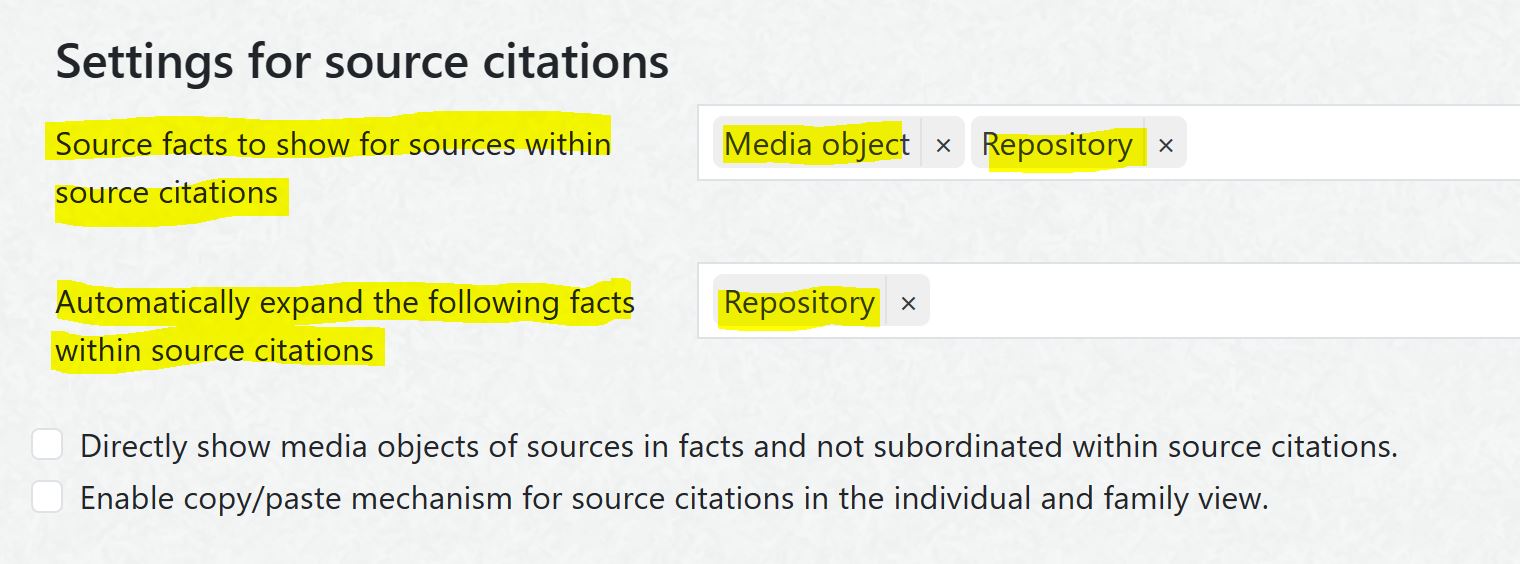 Settings for source citations
Source facts to show for sources within
source citations
Media object × Repository ×
Automatically expand the following facts
within source citations
Repository ×
Directly show media objects of sources in facts and not subordinated within source citations.
Enable copy/paste mechanism for source citations in the individual and family view.